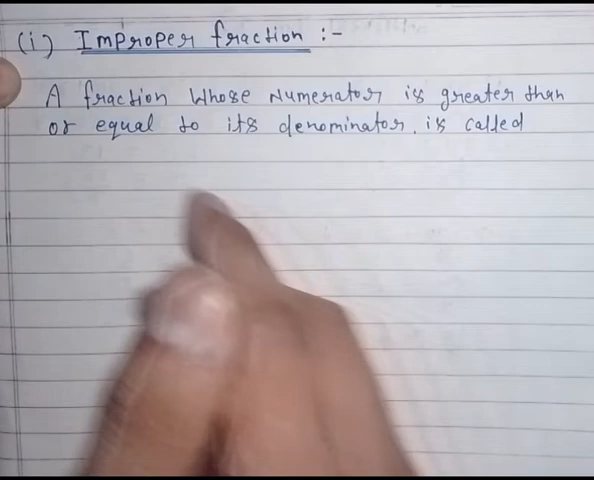 (i) Improper fraction :-
A fraction whose Numerator is greater than
or equal to its denominator. is called